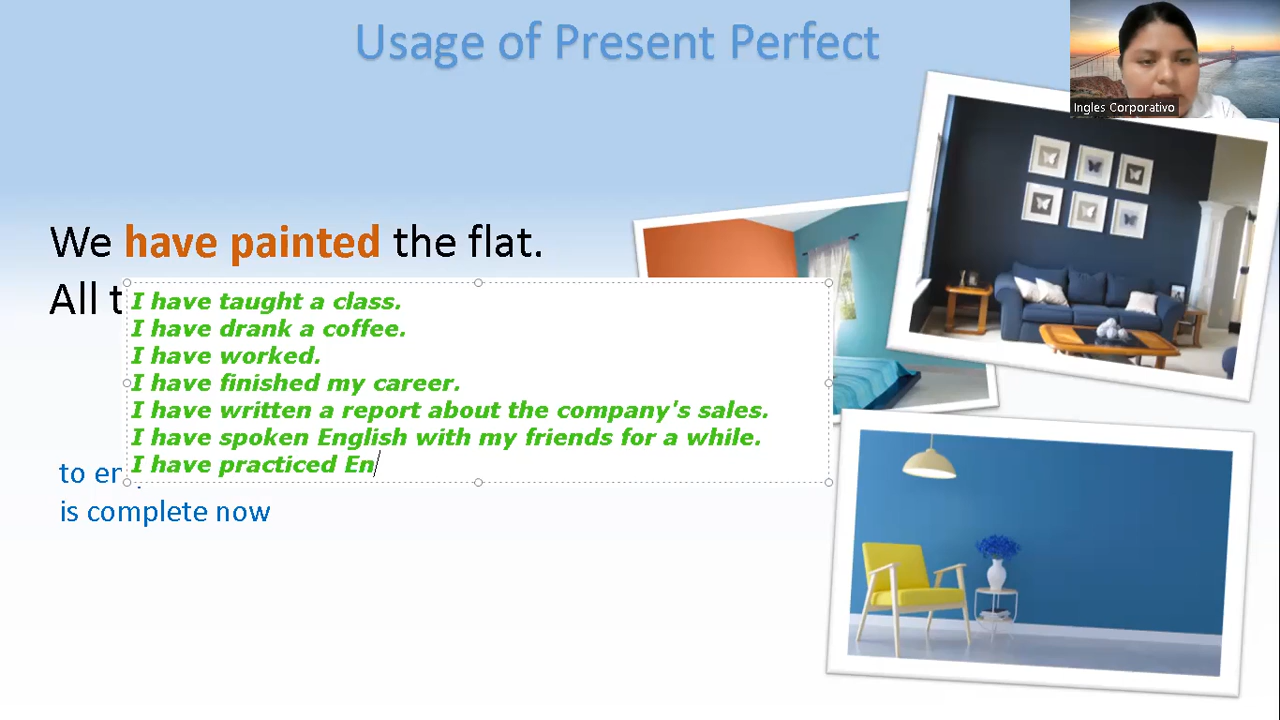 Usage of Present Perfect
Ingles Corporativo
We have painted the flat.
All
I have taught a class.
I have drank a coffee.
I have worked.
I have finished my career.
I have written a report about the company's sales.
I have spoken English with my friends for a while.
I have practiced En
to
is complete now